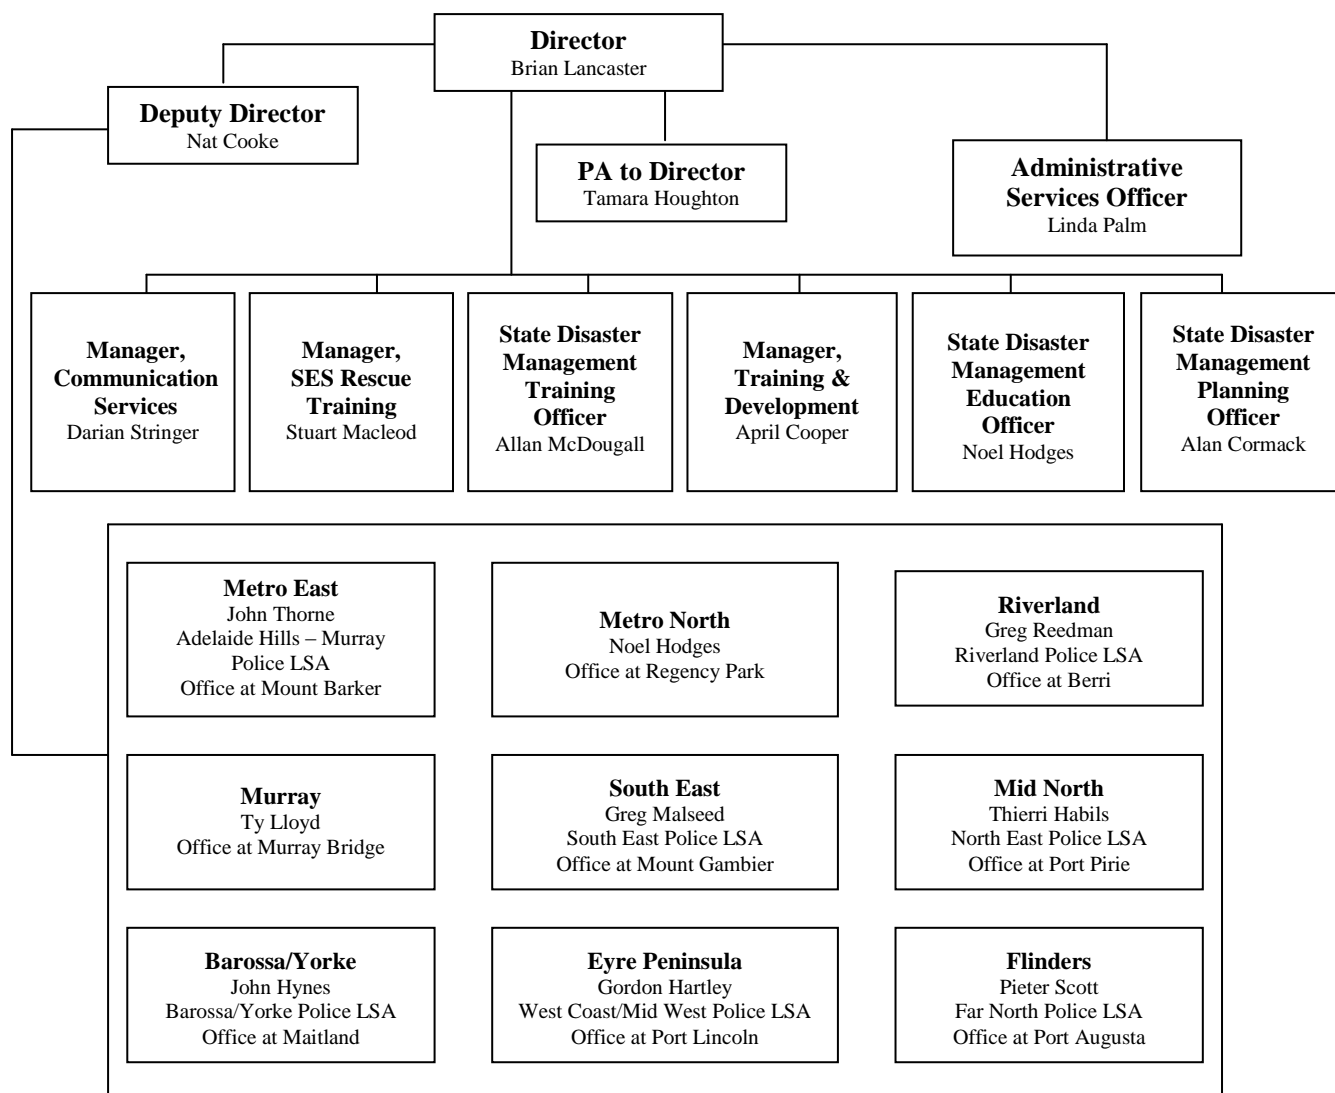 Director
Brian Lancaster
Deputy Director
Nat Cooke
PA to Director
Tamara Houghton
Administrative
Services Officer
Linda Palm
Manager,
Communication
Services
Darian Stringer
Manager,
SES Rescue
Training
Stuart Macleod
State Disaster
Management
Training
Officer
Allan McDougall
Manager,
Training &
Development
April Cooper
State Disaster
Management
Education
Officer
Noel Hodges
State Disaster
Management
Planning
Officer
Alan Cormack
Metro East
John Thorne
Adelaide Hills – Murray
Police LSA
Office at Mount Barker
Metro North
Noel Hodges
Office at Regency Park
Riverland
Greg Reedman
Riverland Police LSA
Office at Berri
Murray
Ty Lloyd
Office at Murray Bridge
South East
Greg Malseed
South East Police LSA
Office at Mount Gambier
Mid North
Thierri Habils
North East Police LSA
Office at Port Pirie
Barossa/Yorke
John Hynes
Barossa/Yorke Police LSA
Office at Maitland
Eyre Peninsula
Gordon Hartley
West Coast/Mid West Police LSA
Office at Port Lincoln
Flinders
Pieter Scott
Far North Police LSA
Office at Port Augusta